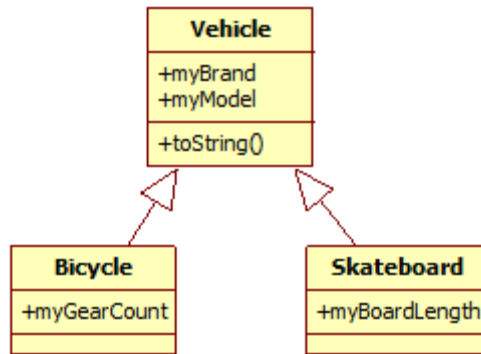 Vehicle
+myBrand
+myModel
+toString()
Bicycle
+myGearCount
Skateboard
+myBoardLength